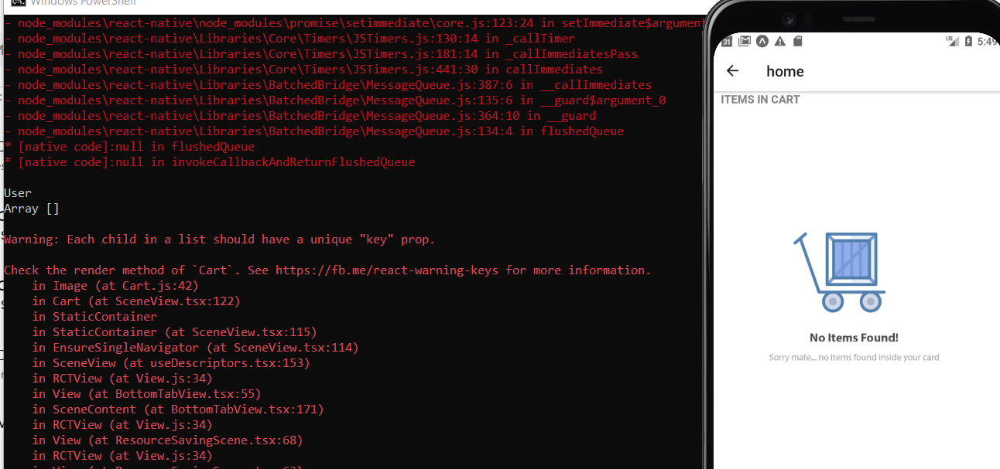 Windows PowerShell
- node_modules\react-native\node_modules\promise\setimmediate\core.js:123:24 in setImmediate$argument
- node_modules\react-native\Libraries\Core\Timers\JSTimers.js:130:14 in _callTimer
- node_modules\react-native\Libraries\Core\Timers\JSTimers.js:181:14 in _callImmediatesPass
- node_modules\react-native\Libraries\Core\Timers\JSTimers.js:441:30 in callImmediates
- node_modules\react-native\Libraries\BatchedBridge\MessageQueue.js:387:6 in __callImmediates
- node_modules\react-native\Libraries\BatchedBridge\MessageQueue.js:135:6 in __guard$argument_0
- node_modules\react-native\Libraries\BatchedBridge\MessageQueue.js:364:10 in __guard
- node_modules\react-native\Libraries\BatchedBridge\MessageQueue.js:134:4 in flushedQueue
* [native code]:null in flushedQueue
* [native code]:null in invokeCallbackAndReturnFlushedQueue
User
Array []
Warning: Each child in a list should have a unique "key" prop.
Check the render method of `Cart`. See https://fb.me/react-warning-keys for more information.
in Image (at Cart.js:42)
in Cart (at SceneView.tsx:122)
in StaticContainer
in StaticContainer (at SceneView.tsx:115)
in EnsureSingleNavigator (at SceneView.tsx:114)
in SceneView (at useDescriptors.tsx:153)
in RCTView (at View.js:34)
in View (at BottomTabView.tsx:55)
in SceneContent (at BottomTabView.tsx:171)
in RCTView (at View.js:34)
in View (at ResourceSavingScene.tsx:68)
in RCTView (at View.js:34)
31
LTE
5:49
home
ITEMS IN CART
No Items Found!
Sorry mate... no items found inside your card